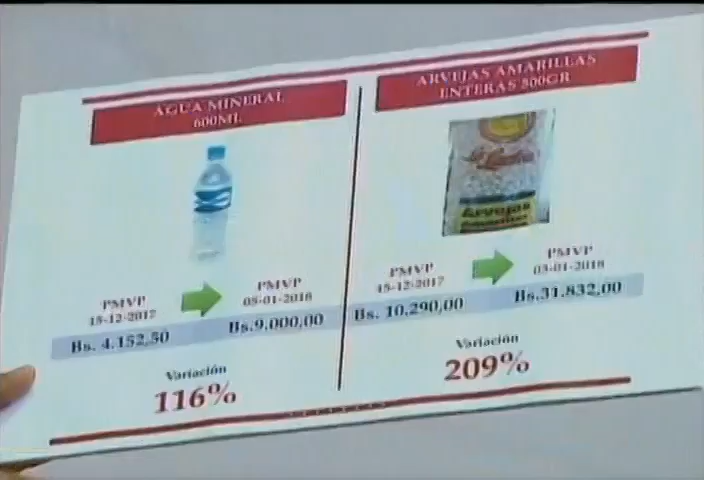 AGUA MINERAL
600ML
PMVP
15-12-2017
PMVP
05-01-2018
Bs. 4.152,50
Bs.9.000,00
Variación
116%
ARVEJAS AMARILLAS
ENTERAS 500GR
Arvejas
PMVP
15-12-2017
PMVP
03-01-2018
Bs. 10.290,00
Bs.31.832,00
Variación
209%